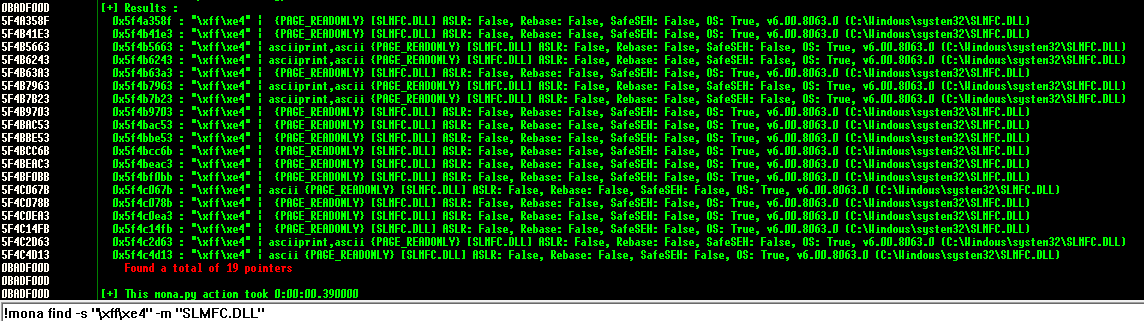 0BADF00D [+] Results :
5F4A358F 0x5f4a358f : "\xff\xe4" | {PAGE_READONLY} [SLMFC.DLL] ASLR: False, Rebase: False, SafeSEH: False, OS: True, v6.00.8063.0 (C:\Windows\system32\SLMFC.DLL)
5F4B41E3 0x5f4b41e3 : "\xff\xe4" | {PAGE_READONLY} [SLMFC.DLL] ASLR: False, Rebase: False, SafeSEH: False, OS: True, v6.00.8063.0 (C:\Windows\system32\SLMFC.DLL)
5F4B5663 0x5f4b5663 : "\xff\xe4" | asciiprint,ascii {PAGE_READONLY} [SLMFC.DLL] ASLR: False, Rebase: False, SafeSEH: False, OS: True, v6.00.8063.0 (C:\Windows\system32\SLMFC.DLL)
5F4B6243 0x5f4b6243 : "\xff\xe4" | asciiprint,ascii {PAGE_READONLY} [SLMFC.DLL] ASLR: False, Rebase: False, SafeSEH: False, OS: True, v6.00.8063.0 (C:\Windows\system32\SLMFC.DLL)
5F4B63A3 0x5f4b63a3 : "\xff\xe4" | {PAGE_READONLY} [SLMFC.DLL] ASLR: False, Rebase: False, SafeSEH: False, OS: True, v6.00.8063.0 (C:\Windows\system32\SLMFC.DLL)
5F4B7963 0x5f4b7963 : "\xff\xe4" | asciiprint,ascii {PAGE_READONLY} [SLMFC.DLL] ASLR: False, Rebase: False, SafeSEH: False, OS: True, v6.00.8063.0 (C:\Windows\system32\SLMFC.DLL)
5F4B7B23 0x5f4b7b23 : "\xff\xe4" | asciiprint,ascii {PAGE_READONLY} [SLMFC.DLL] ASLR: False, Rebase: False, SafeSEH: False, OS: True, v6.00.8063.0 (C:\Windows\system32\SLMFC.DLL)
5F4B9703 0x5f4b9703 : "\xff\xe4" | {PAGE_READONLY} [SLMFC.DLL] ASLR: False, Rebase: False, SafeSEH: False, OS: True, v6.00.8063.0 (C:\Windows\system32\SLMFC.DLL)
5F4BAC53 0x5f4bac53 : "\xff\xe4" | {PAGE_READONLY} [SLMFC.DLL] ASLR: False, Rebase: False, SafeSEH: False, OS: True, v6.00.8063.0 (C:\Windows\system32\SLMFC.DLL)
5F4BBE53 0x5f4bbe53 : "\xff\xe4" | {PAGE_READONLY} [SLMFC.DLL] ASLR: False, Rebase: False, SafeSEH: False, OS: True, v6.00.8063.0 (C:\Windows\system32\SLMFC.DLL)
5F4BCC6B 0x5f4bcc6b : "\xff\xe4" | {PAGE_READONLY} [SLMFC.DLL] ASLR: False, Rebase: False, SafeSEH: False, OS: True, v6.00.8063.0 (C:\Windows\system32\SLMFC.DLL)
5F4BEAC3 0x5f4beac3 : "\xff\xe4" | {PAGE_READONLY} [SLMFC.DLL] ASLR: False, Rebase: False, SafeSEH: False, OS: True, v6.00.8063.0 (C:\Windows\system32\SLMFC.DLL)
5F4BF0BB 0x5f4bf0bb : "\xff\xe4" | {PAGE_READONLY} [SLMFC.DLL] ASLR: False, Rebase: False, SafeSEH: False, OS: True, v6.00.8063.0 (C:\Windows\system32\SLMFC.DLL)
5F4C067B 0x5f4c067b : "\xff\xe4" | ascii {PAGE_READONLY} [SLMFC.DLL] ASLR: False, Rebase: False, SafeSEH: False, OS: True, v6.00.8063.0 (C:\Windows\system32\SLMFC.DLL)
5F4C078B 0x5f4c078b : "\xff\xe4" | {PAGE_READONLY} [SLMFC.DLL] ASLR: False, Rebase: False, SafeSEH: False, OS: True, v6.00.8063.0 (C:\Windows\system32\SLMFC.DLL)
5F4C0EA3 0x5f4c0ea3 : "\xff\xe4" | {PAGE_READONLY} [SLMFC.DLL] ASLR: False, Rebase: False, SafeSEH: False, OS: True, v6.00.8063.0 (C:\Windows\system32\SLMFC.DLL)
5F4C14FB 0x5f4c14fb : "\xff\xe4" | {PAGE_READONLY} [SLMFC.DLL] ASLR: False, Rebase: False, SafeSEH: False, OS: True, v6.00.8063.0 (C:\Windows\system32\SLMFC.DLL)
5F4C2D63 0x5f4c2d63 : "\xff\xe4" | asciiprint,ascii {PAGE_READONLY} [SLMFC.DLL] ASLR: False, Rebase: False, SafeSEH: False, OS: True, v6.00.8063.0 (C:\Windows\system32\SLMFC.DLL)
5F4C4D13 0x5f4c4d13 : "\xff\xe4" | ascii {PAGE_READONLY} [SLMFC.DLL] ASLR: False, Rebase: False, SafeSEH: False, OS: True, v6.00.8063.0 (C:\Windows\system32\SLMFC.DLL)
0BADF00D Found a total of 19 pointers
0BADF00D
0BADF00D [+] This mona.py action took 0:00:00.390000
!mona find -s "\xff\xe4" -m "SLMFC.DLL"